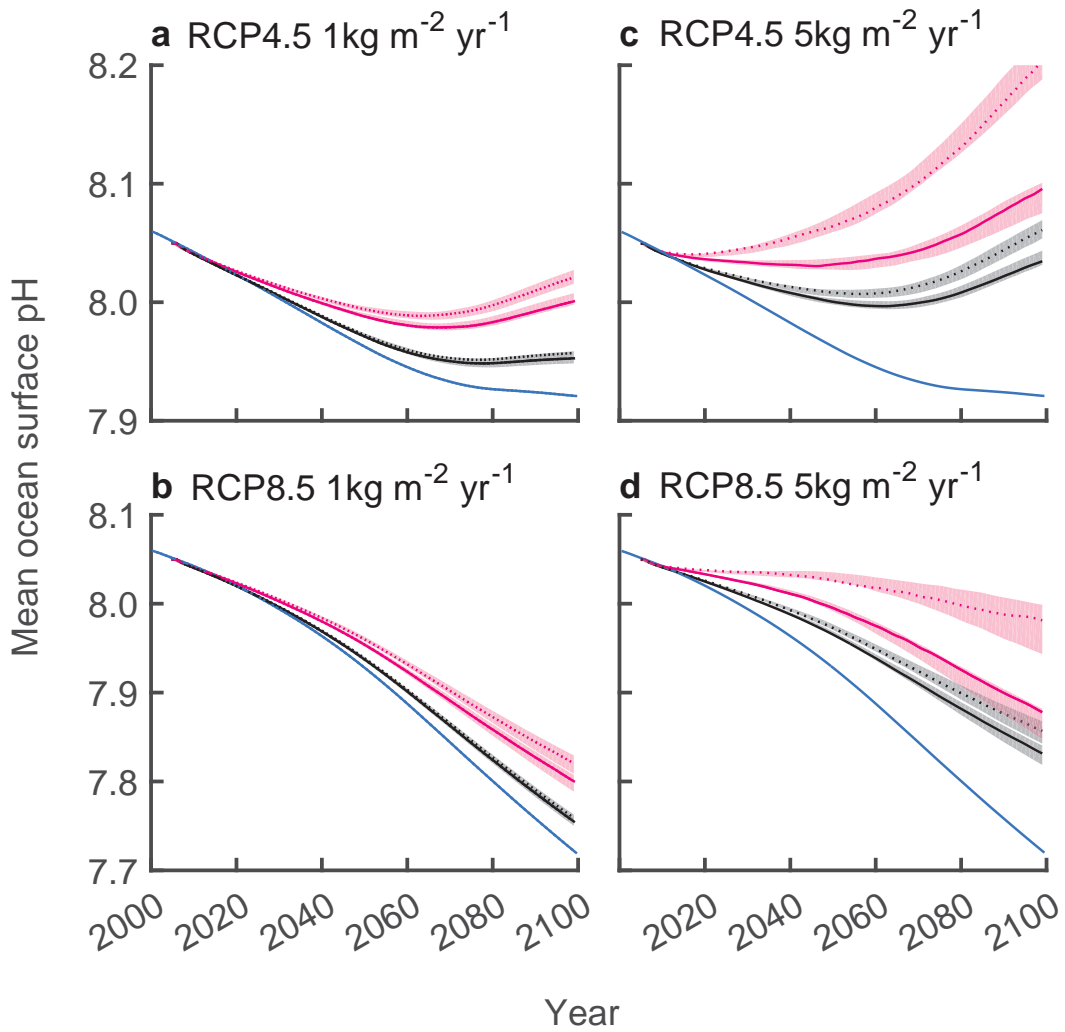 a RCP4.5 1kg m⁻² yr⁻¹
c RCP4.5 5kg m⁻² yr⁻¹
8.2
8.1
8.0
7.9
b RCP8.5 1kg m⁻² yr⁻¹
d RCP8.5 5kg m⁻² yr⁻¹
8.1
8.0
7.9
7.8
7.7
2000 2020 2040 2060 2080 2100
2020 2040 2060 2080 2100
Mean ocean surface pH
Year